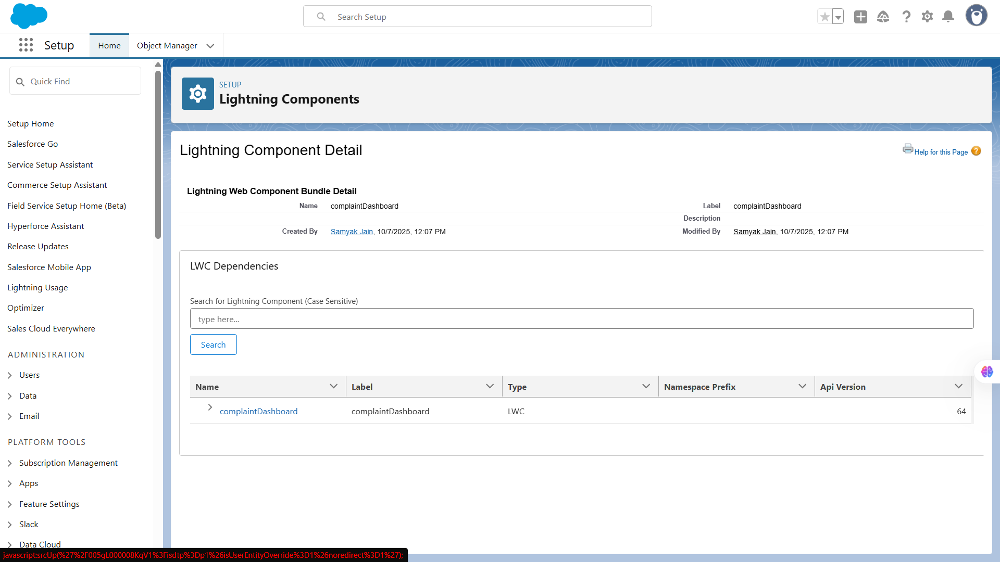 Search Setup
Setup
Home
Object Manager
Quick Find
Setup Home
Salesforce Go
Service Setup Assistant
Commerce Setup Assistant
Field Service Setup Home (Beta)
Hyperforce Assistant
Release Updates
Salesforce Mobile App
Lightning Usage
Optimizer
Sales Cloud Everywhere
ADMINISTRATION
Users
Data
Email
PLATFORM TOOLS
Subscription Management
Apps
Feature Settings
Slack
Data Cloud
SETUP
Lightning Components
Lightning Component Detail
Help for this Page
Lightning Web Component Bundle Detail
Name complaintDashboard Label complaintDashboard
Description
Created By Samyak Jain, 10/7/2025, 12:07 PM Modified By Samyak Jain, 10/7/2025, 12:07 PM
LWC Dependencies
Search for Lightning Component (Case Sensitive)
type here...
Search
Name Label Type Namespace Prefix Api Version
complaintDashboard complaintDashboard LWC 64
javascript:srcUp(%27%2F005gL000008KqV1%3Fisdtp%3Dp1%26isUserEntityOverride%3D1%26noredirect%3D1%27);